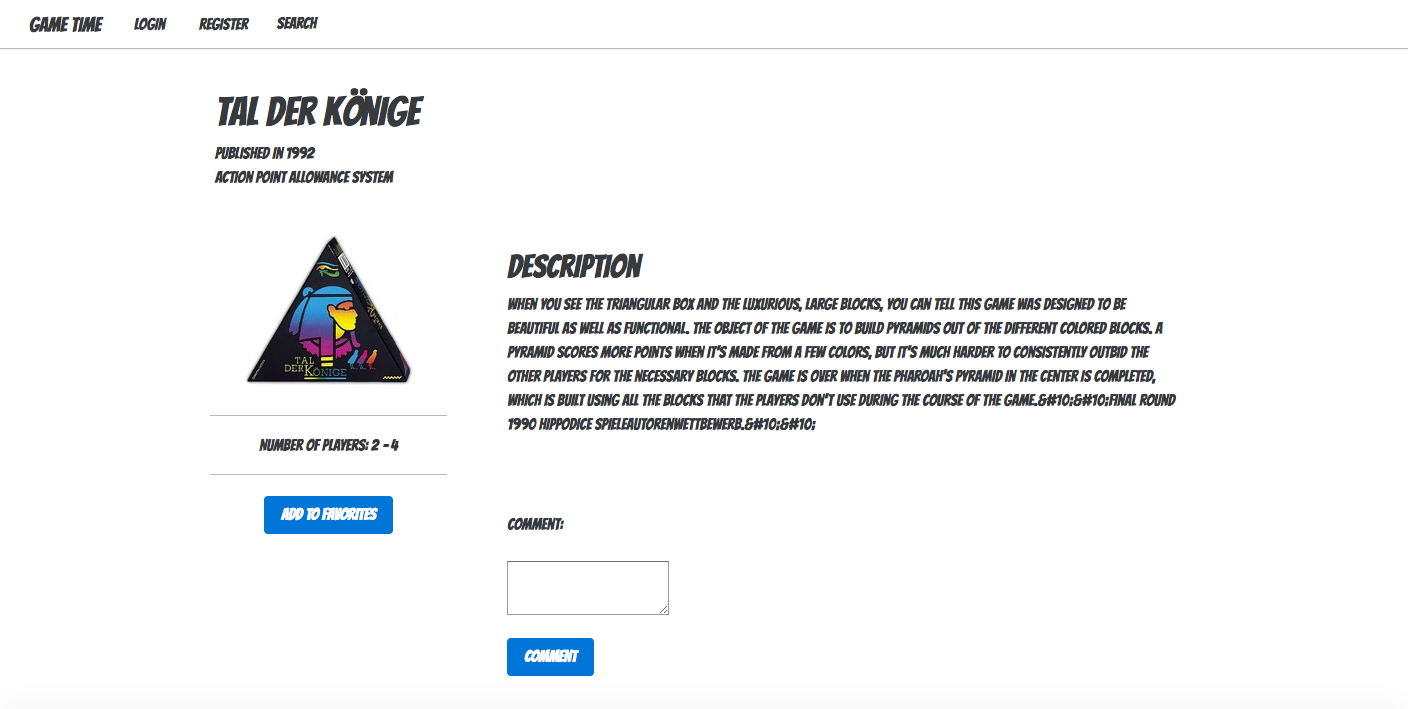 GAME TIME LOGIN REGISTER SEARCH
TAL DER KÖNIGE
PUBLISHED IN 1992
ACTION POINT ALLOWANCE SYSTEM
TAL
DER KÖNIGE
NUMBER OF PLAYERS: 2 - 4
ADD TO FAVORITES
DESCRIPTION
WHEN YOU SEE THE TRIANGULAR BOX AND THE LUXURIOUS, LARGE BLOCKS, YOU CAN TELL THIS GAME WAS DESIGNED TO BE
BEAUTIFUL AS WELL AS FUNCTIONAL. THE OBJECT OF THE GAME IS TO BUILD PYRAMIDS OUT OF THE DIFFERENT COLORED BLOCKS. A
PYRAMID SCORES MORE POINTS WHEN IT'S MADE FROM A FEW COLORS, BUT IT'S MUCH HARDER TO CONSISTENTLY OUTBID THE
OTHER PLAYERS FOR THE NECESSARY BLOCKS. THE GAME IS OVER WHEN THE PHAROAH'S PYRAMID IN THE CENTER IS COMPLETED,
WHICH IS BUILT USING ALL THE BLOCKS THAT THE PLAYERS DON'T USE DURING THE COURSE OF THE GAME.&#10;&#10;FINAL ROUND
1990 HIPPODICE SPIELEAUTORENWETTBEWERB.&#10;&#10;
COMMENT:
COMMENT